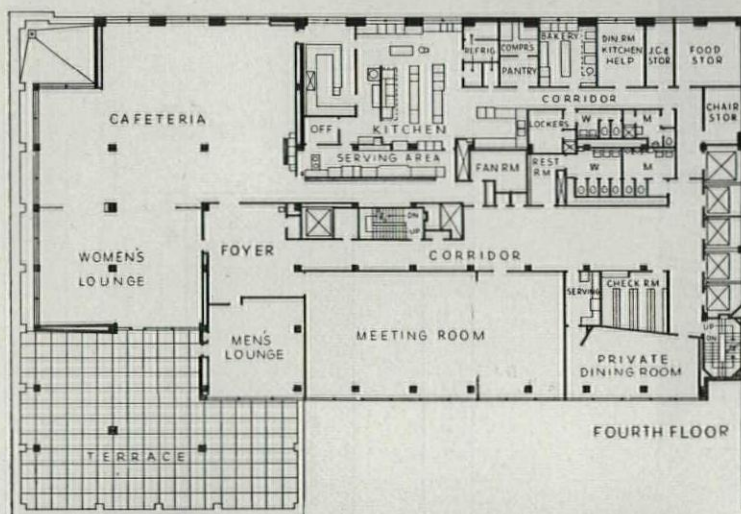 REFRIG
COMPRS.
BAKERY
DIN. RM
KITCHEN
HELP
J.C. &
STOR
FOOD
STOR
PANTRY
CORRIDOR
CAFETERIA
OFF
KITCHEN
LOCKERS
W
M
CHAIR
STOR
SERVING AREA
FAN RM
REST
RM
W
M
DN
UP
FOYER
WOMEN'S
LOUNGE
CORRIDOR
SERVING
CHECK RM
MEN'S
LOUNGE
MEETING ROOM
UP
DN
PRIVATE
DINING ROOM
TERRACE
FOURTH FLOOR